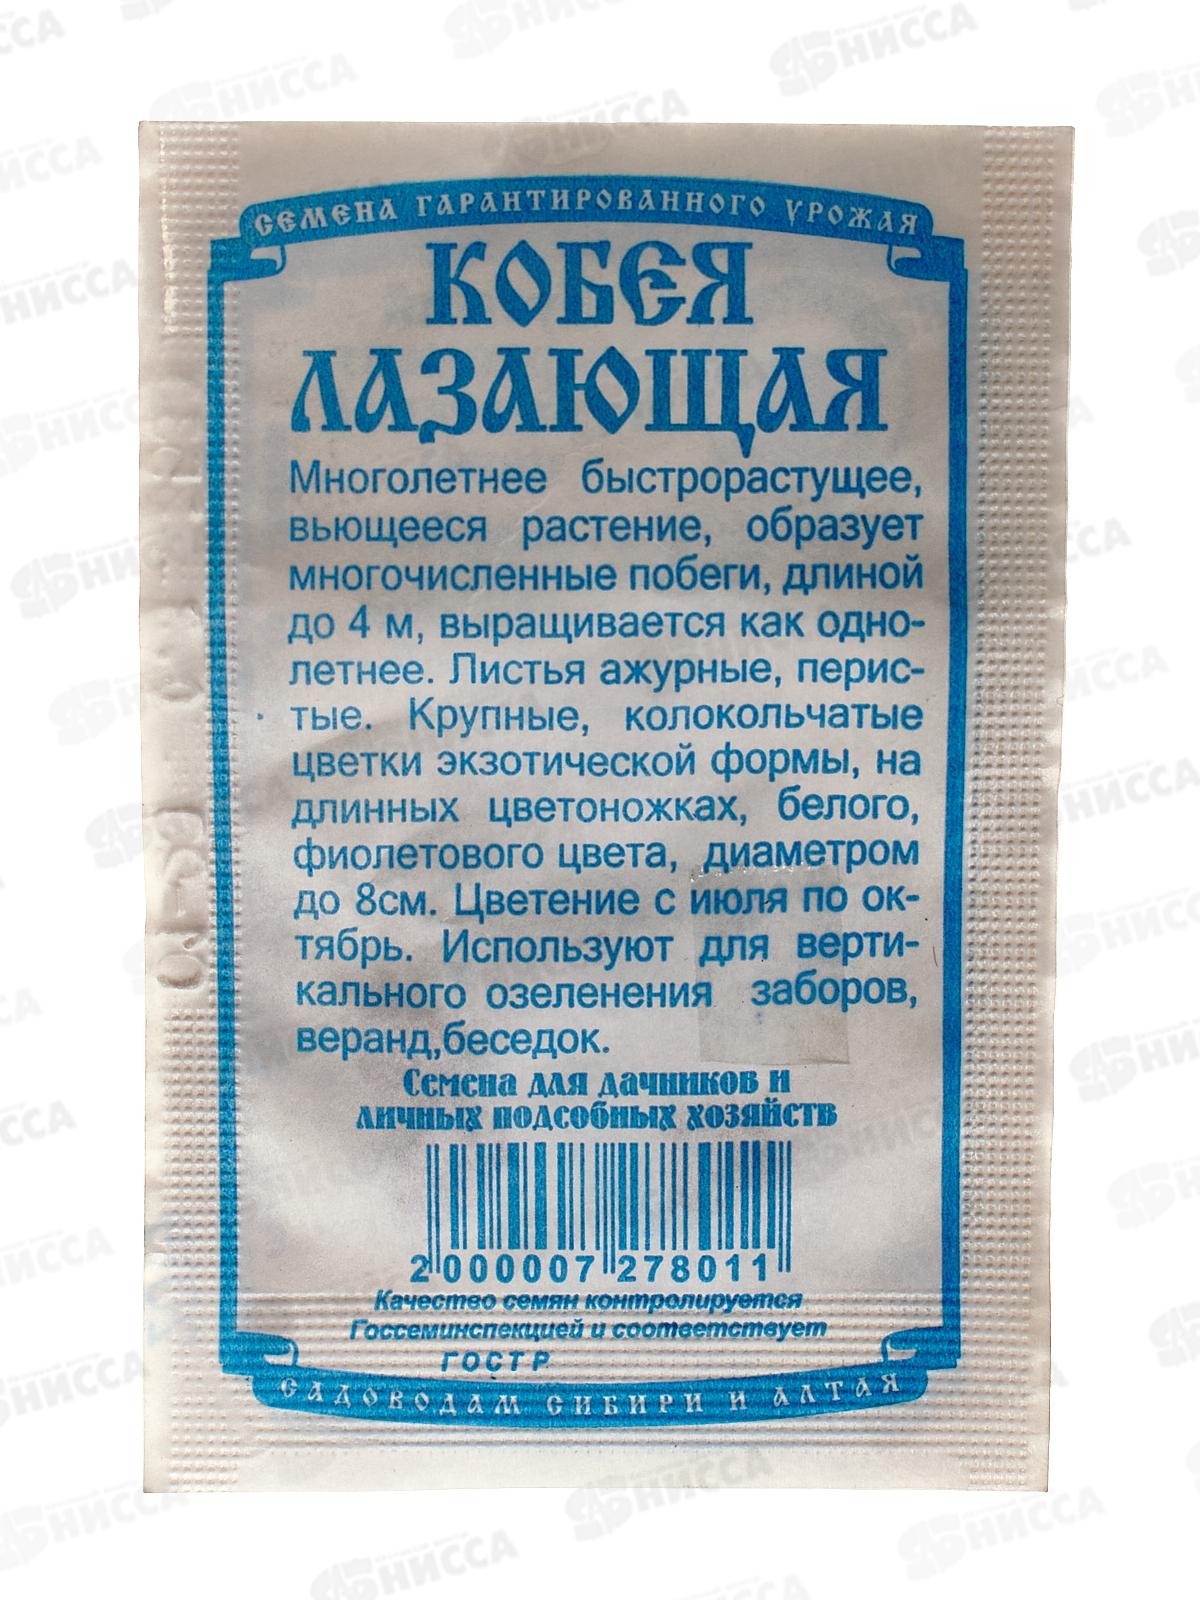 СЕМЕНА ГАРАНТИРОВАННОГО УРОЖАЯ
КОБЕЯ
ЛАЗАЮЩАЯ
Многолетнее быстрорастущее,
вьющееся растение, образует
многочисленные побеги, длиной
до 4 м, выращивается как одно-
летнее. Листья ажурные, перис-
тые. Крупные, колокольчатые
цветки экзотической формы, на
длинных цветоножках, белого,
фиолетового цвета, диаметром
до 8см. Цветение с июля по ок-
тябрь. Используют для верти-
кального озеленения заборов,
веранд,беседок.
Семена для дачников и
личных подсобных хозяйств
2 000007 278011
Качество семян контролируется
Госсеминспекцией и соответствует
ГОСТ Р
САДОВОДАМ СИБИРИ И АЛТАЯ
НИССА